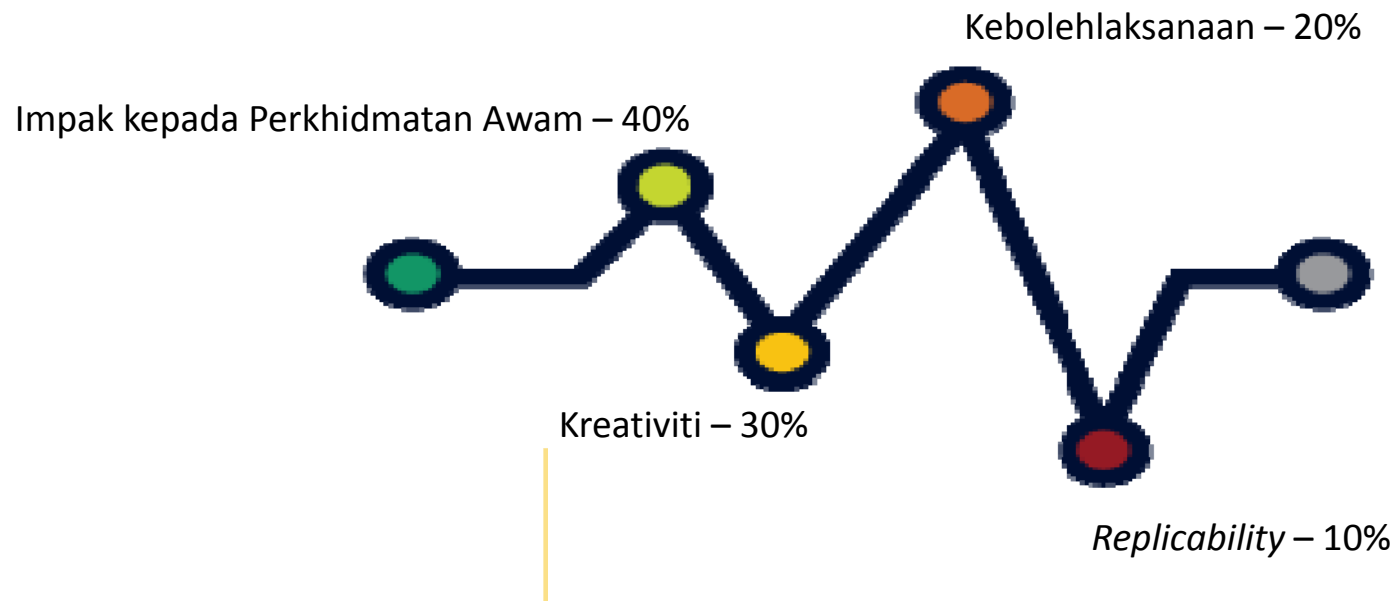 Kebolehlaksanaan – 20%
Impak kepada Perkhidmatan Awam – 40%
Kreativiti – 30%
Replicability – 10%